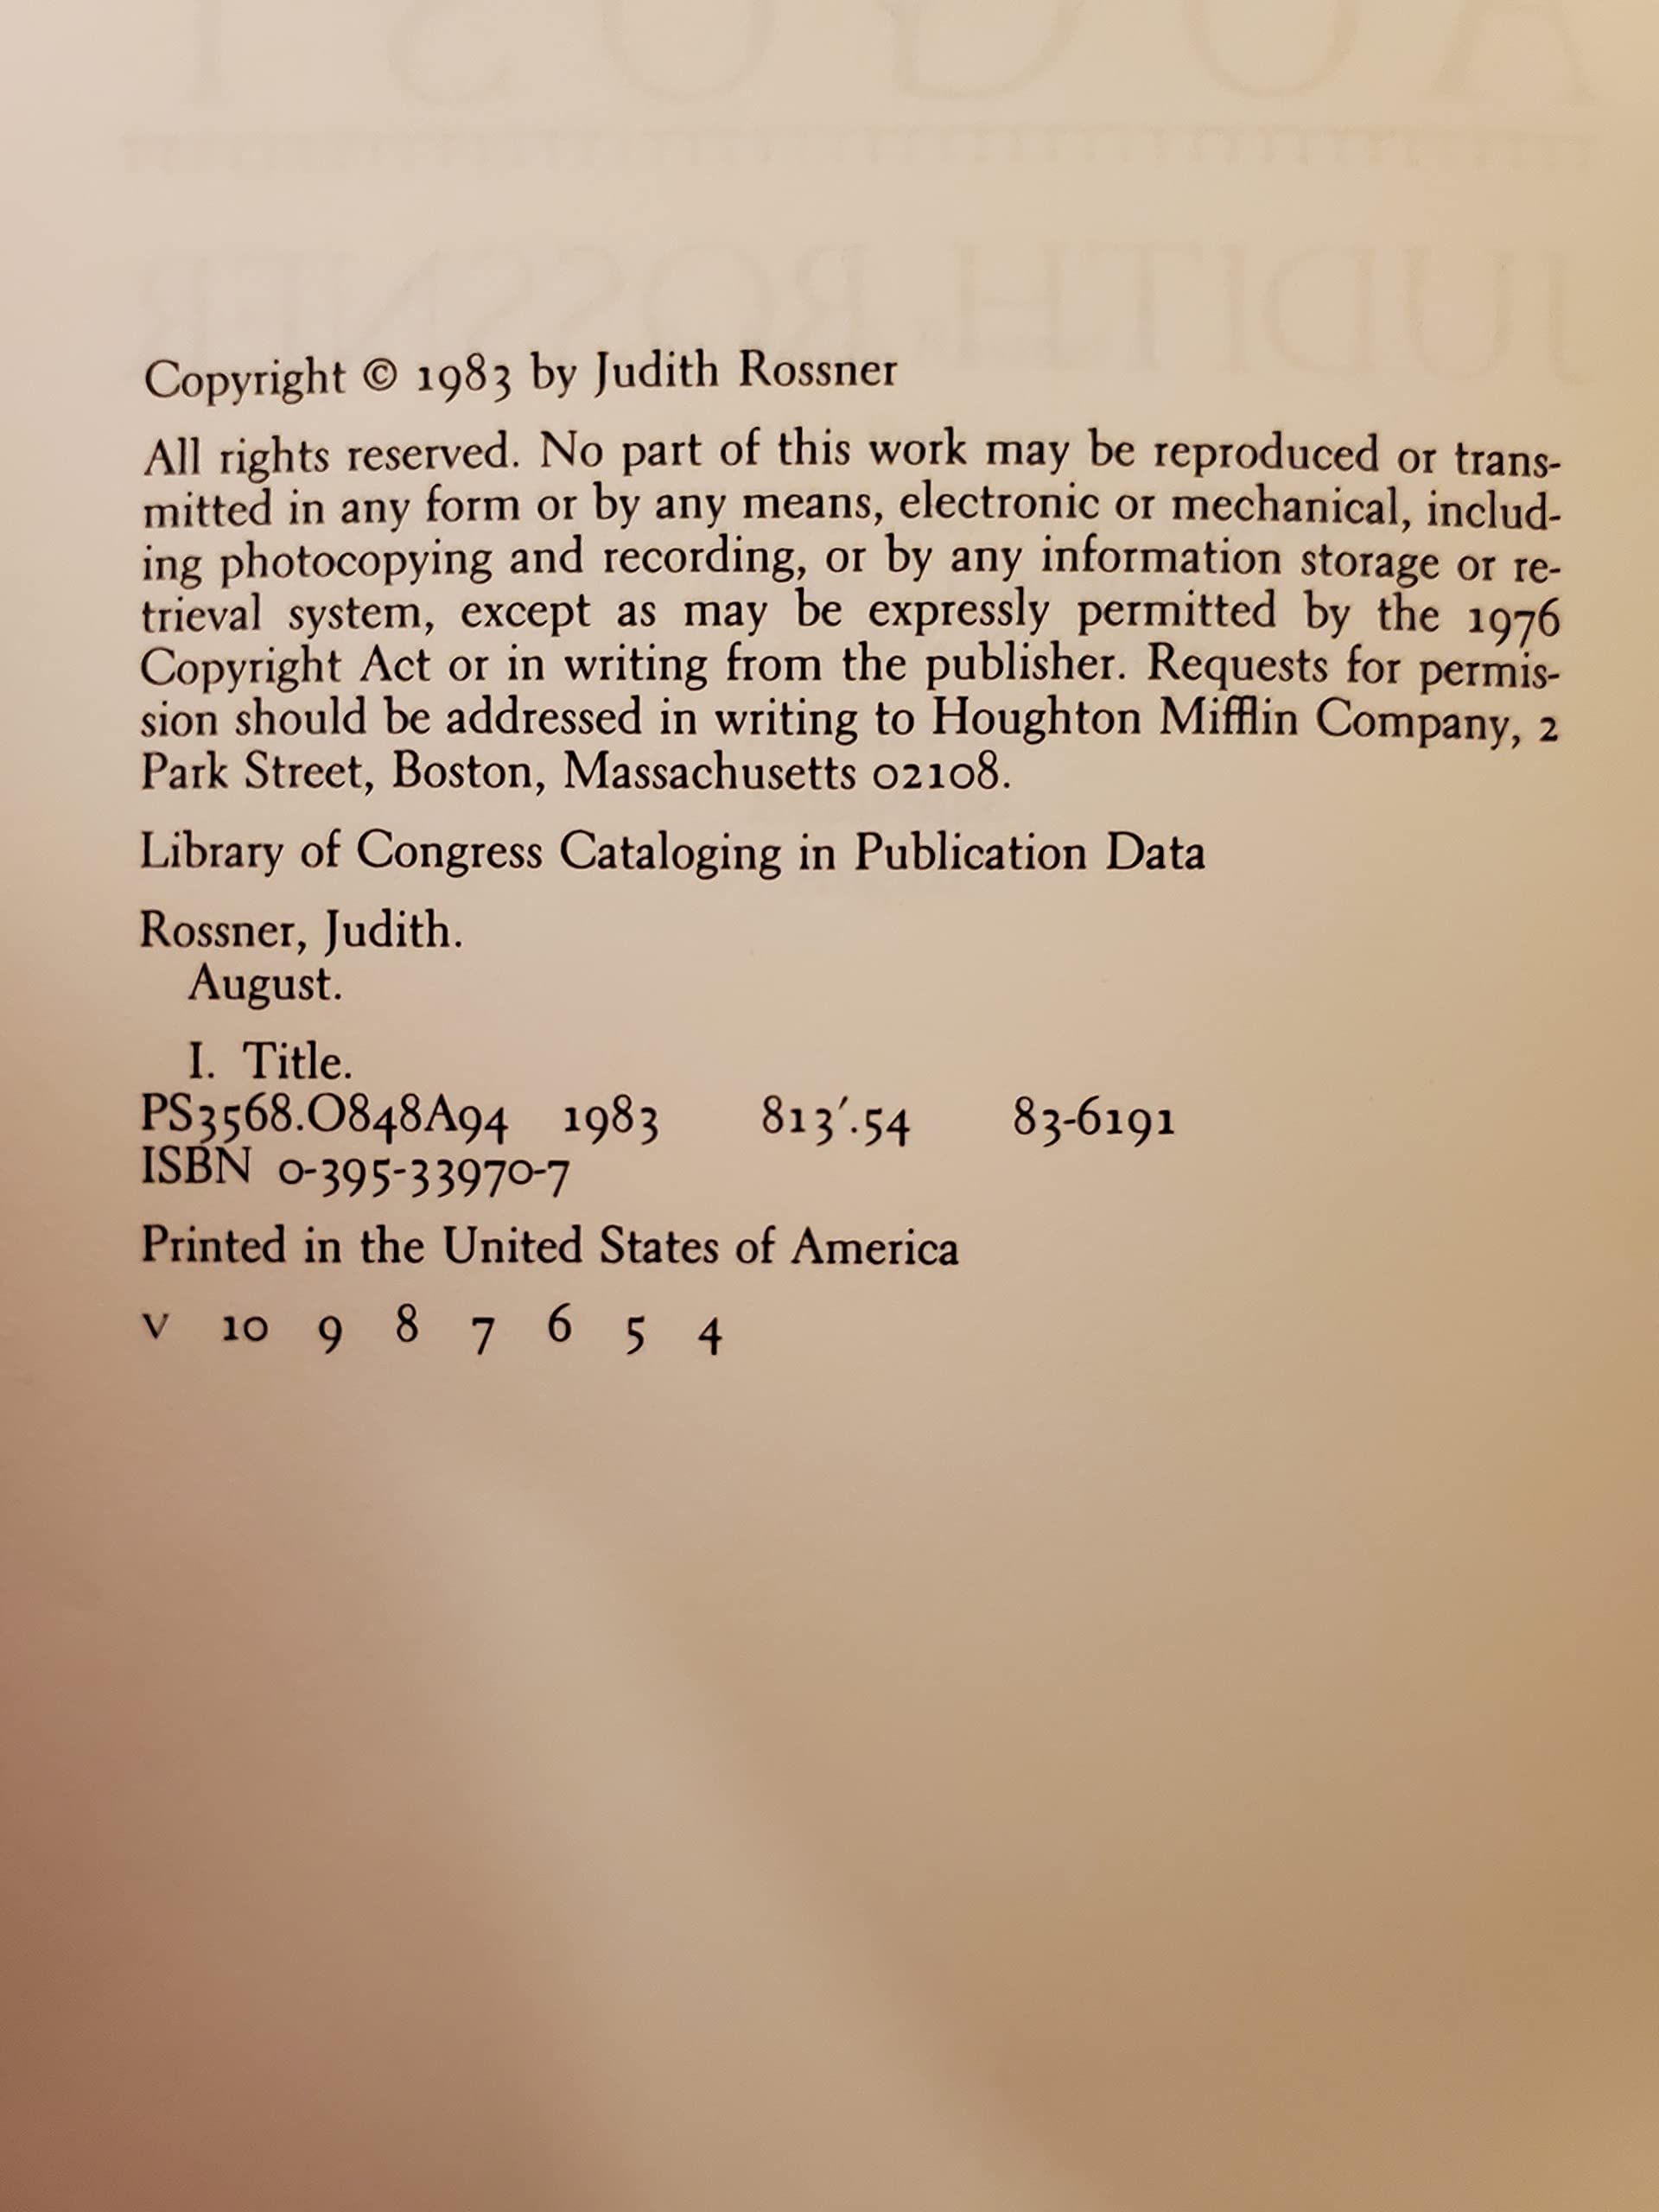 AUGUST
JUDITH ROSSNER
Copyright © 1983 by Judith Rossner
All rights reserved. No part of this work may be reproduced or trans-
mitted in any form or by any means, electronic or mechanical, includ-
ing photocopying and recording, or by any information storage or re-
trieval system, except as may be expressly permitted by the 1976
Copyright Act or in writing from the publisher. Requests for permis-
sion should be addressed in writing to Houghton Mifflin Company, 2
Park Street, Boston, Massachusetts 02108.
Library of Congress Cataloging in Publication Data
Rossner, Judith.
August.
I. Title.
PS3568.O848A94 1983 813′.54 83-6191
ISBN 0-395-33970-7
Printed in the United States of America
V 10 9 8 7 6 5 4